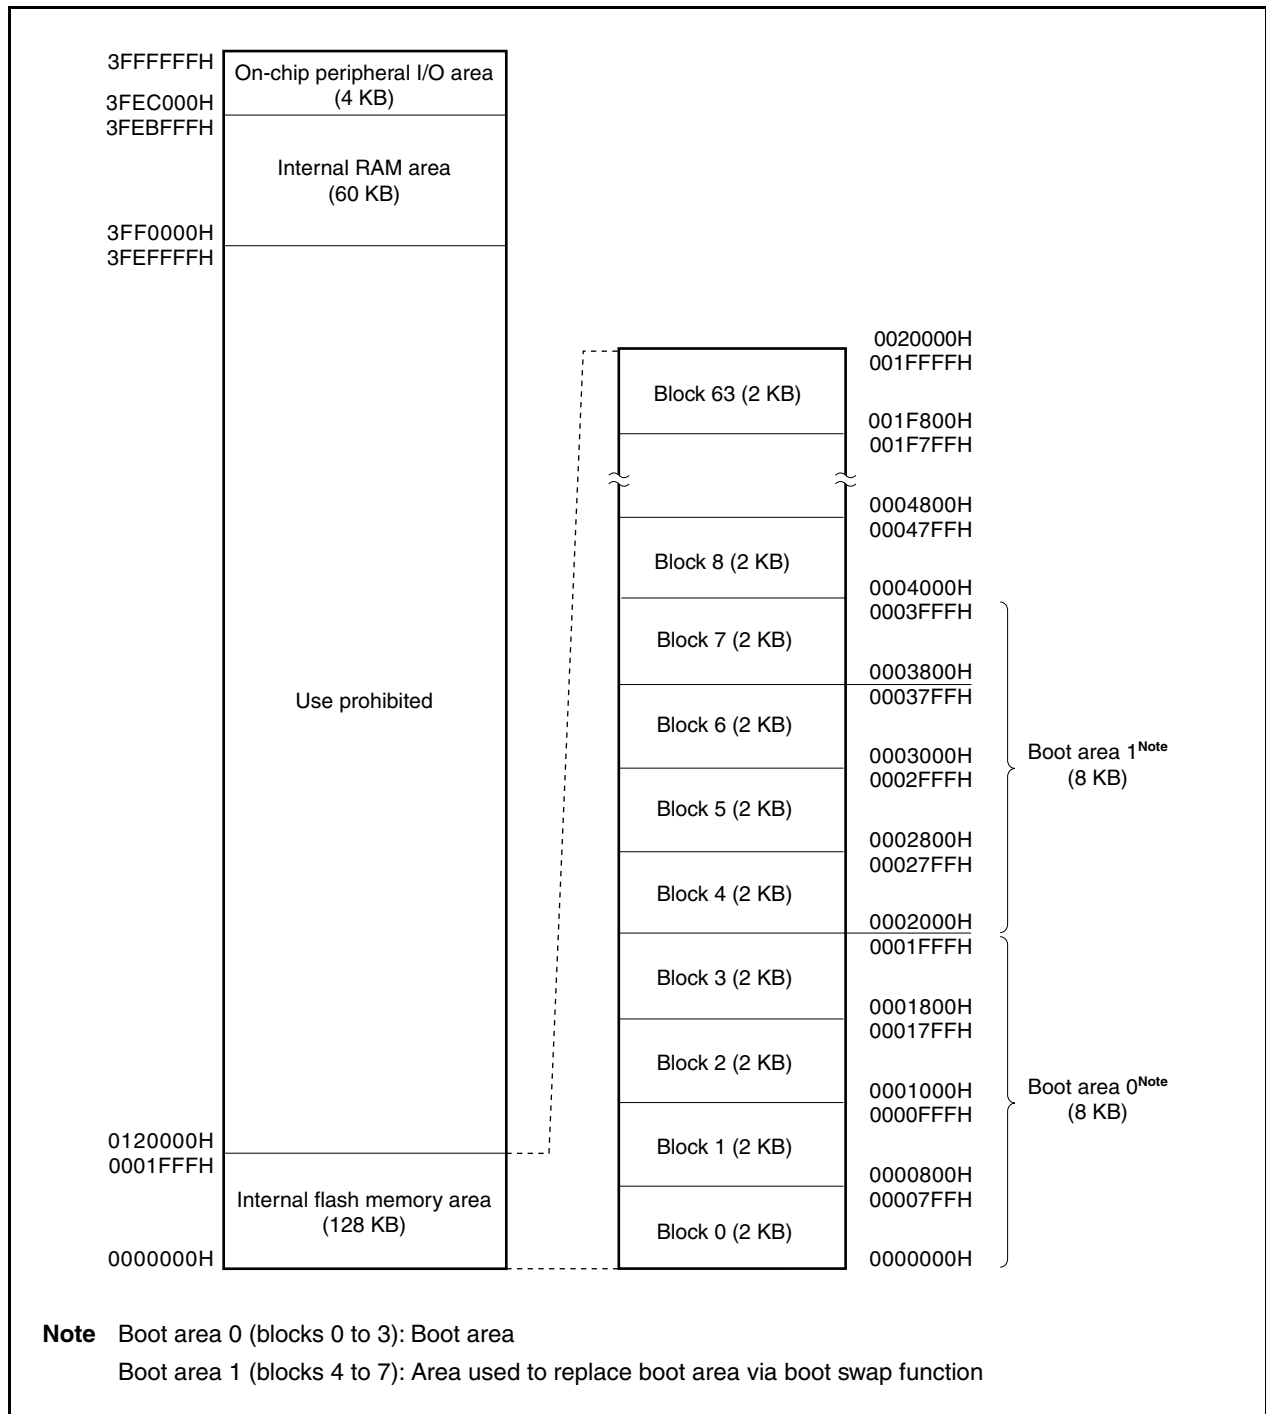 3FFFFFFH
On-chip peripheral I/O area
(4 KB)
3FEC000H
3FEBFFFH
Internal RAM area
(60 KB)
3FF0000H
3FEFFFFH
Use prohibited
0120000H
0001FFFH
Internal flash memory area
(128 KB)
0000000H
0020000H
001FFFFH
Block 63 (2 KB)
001F800H
001F7FFH
0004800H
00047FFH
Block 8 (2 KB)
0004000H
0003FFFH
Block 7 (2 KB)
0003800H
00037FFH
Block 6 (2 KB)
0003000H
0002FFFH
Block 5 (2 KB)
0002800H
00027FFH
Block 4 (2 KB)
0002000H
0001FFFH
Block 3 (2 KB)
0001800H
00017FFH
Block 2 (2 KB)
0001000H
0000FFFH
Block 1 (2 KB)
0000800H
00007FFH
Block 0 (2 KB)
0000000H
Boot area 1Note
(8 KB)
Boot area 0Note
(8 KB)
Note Boot area 0 (blocks 0 to 3): Boot area
Boot area 1 (blocks 4 to 7): Area used to replace boot area via boot swap function